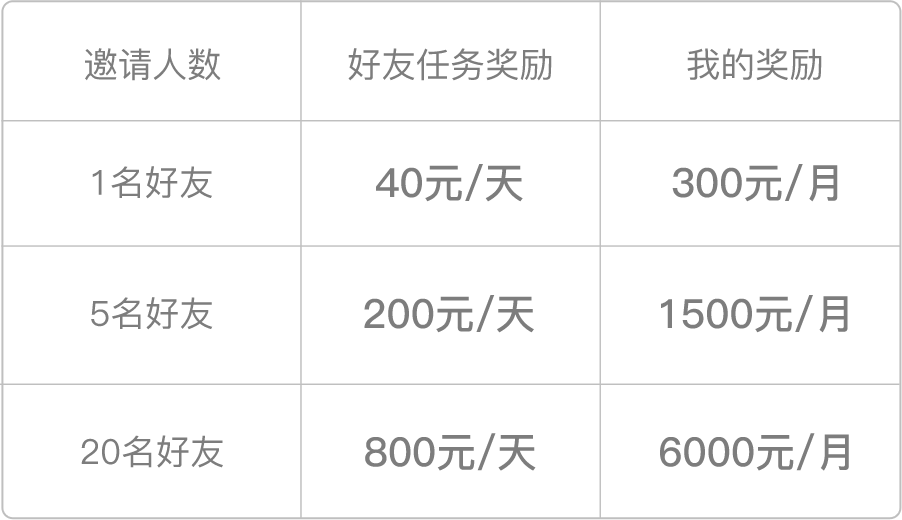 邀请人数 好友任务奖励 我的奖励
1名好友 40元/天 300元/月
5名好友 200元/天 1500元/月
20名好友 800元/天 6000元/月